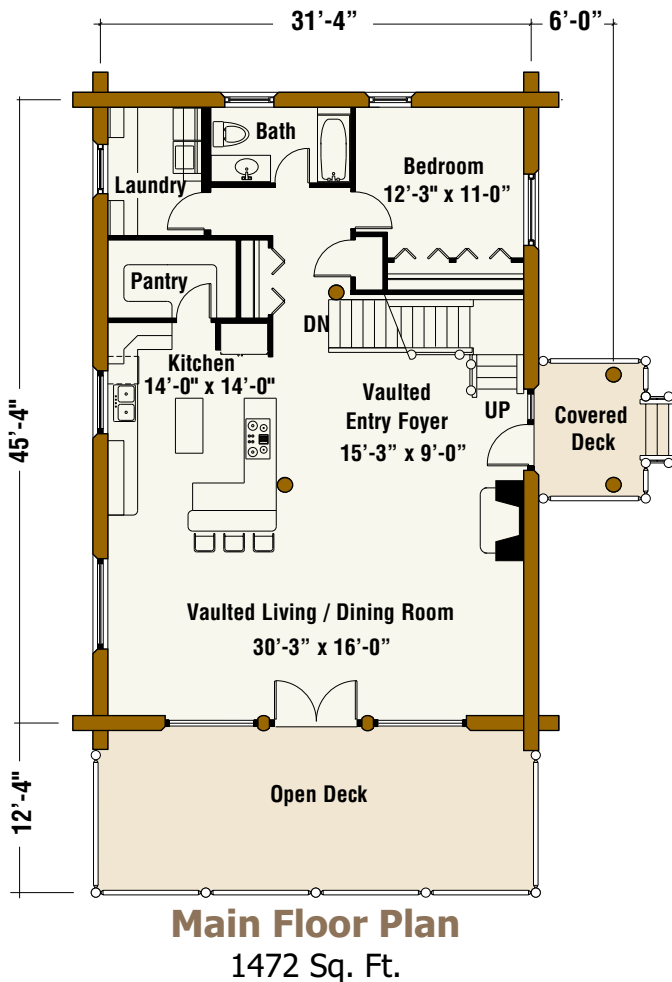 31’-4”
6’-0”
Bath
Laundry
Bedroom
12’-3" x 11-0”
Pantry
DN
Kitchen
14’-0" x 14’-0”
Vaulted
Entry Foyer
15’-3” x 9’-0”
UP
Covered
Deck
45’-4"
Vaulted Living / Dining Room
30’-3” x 16’-0”
12’-4"
Open Deck
Main Floor Plan
1472 Sq. Ft.